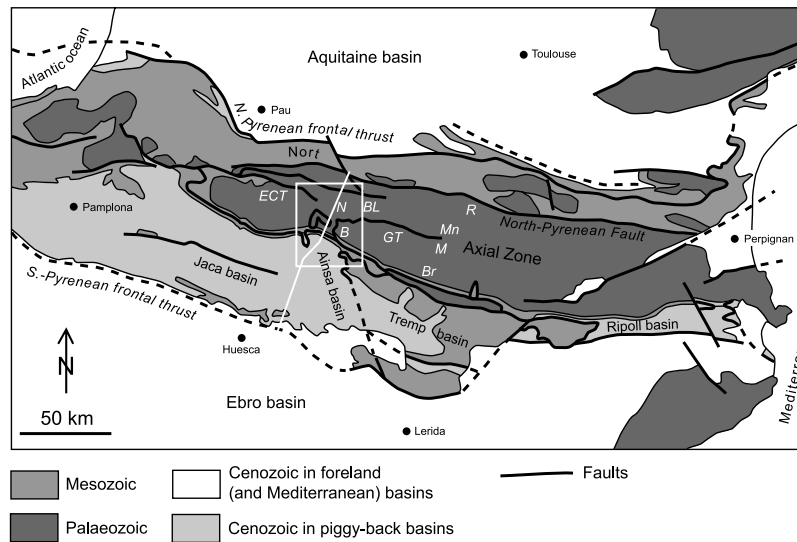 Aquitaine basin
Toulouse
Atlantic ocean
Pau
N. Pyrenean frontal thrust
Nort
ECT
N
BL
R
North-Pyrenean Fault
Pamplona
B
GT
Mn
M
Axial Zone
Perpignan
Br
Jaca basin
Ainsa basin
S.-Pyrenean frontal thrust
Tremp basin
Ripoll basin
N
Huesca
Mediterre
50 km
Ebro basin
Lerida
Mesozoic
Cenozoic in foreland
(and Mediterranean) basins
Faults
Palaeozoic
Cenozoic in piggy-back basins